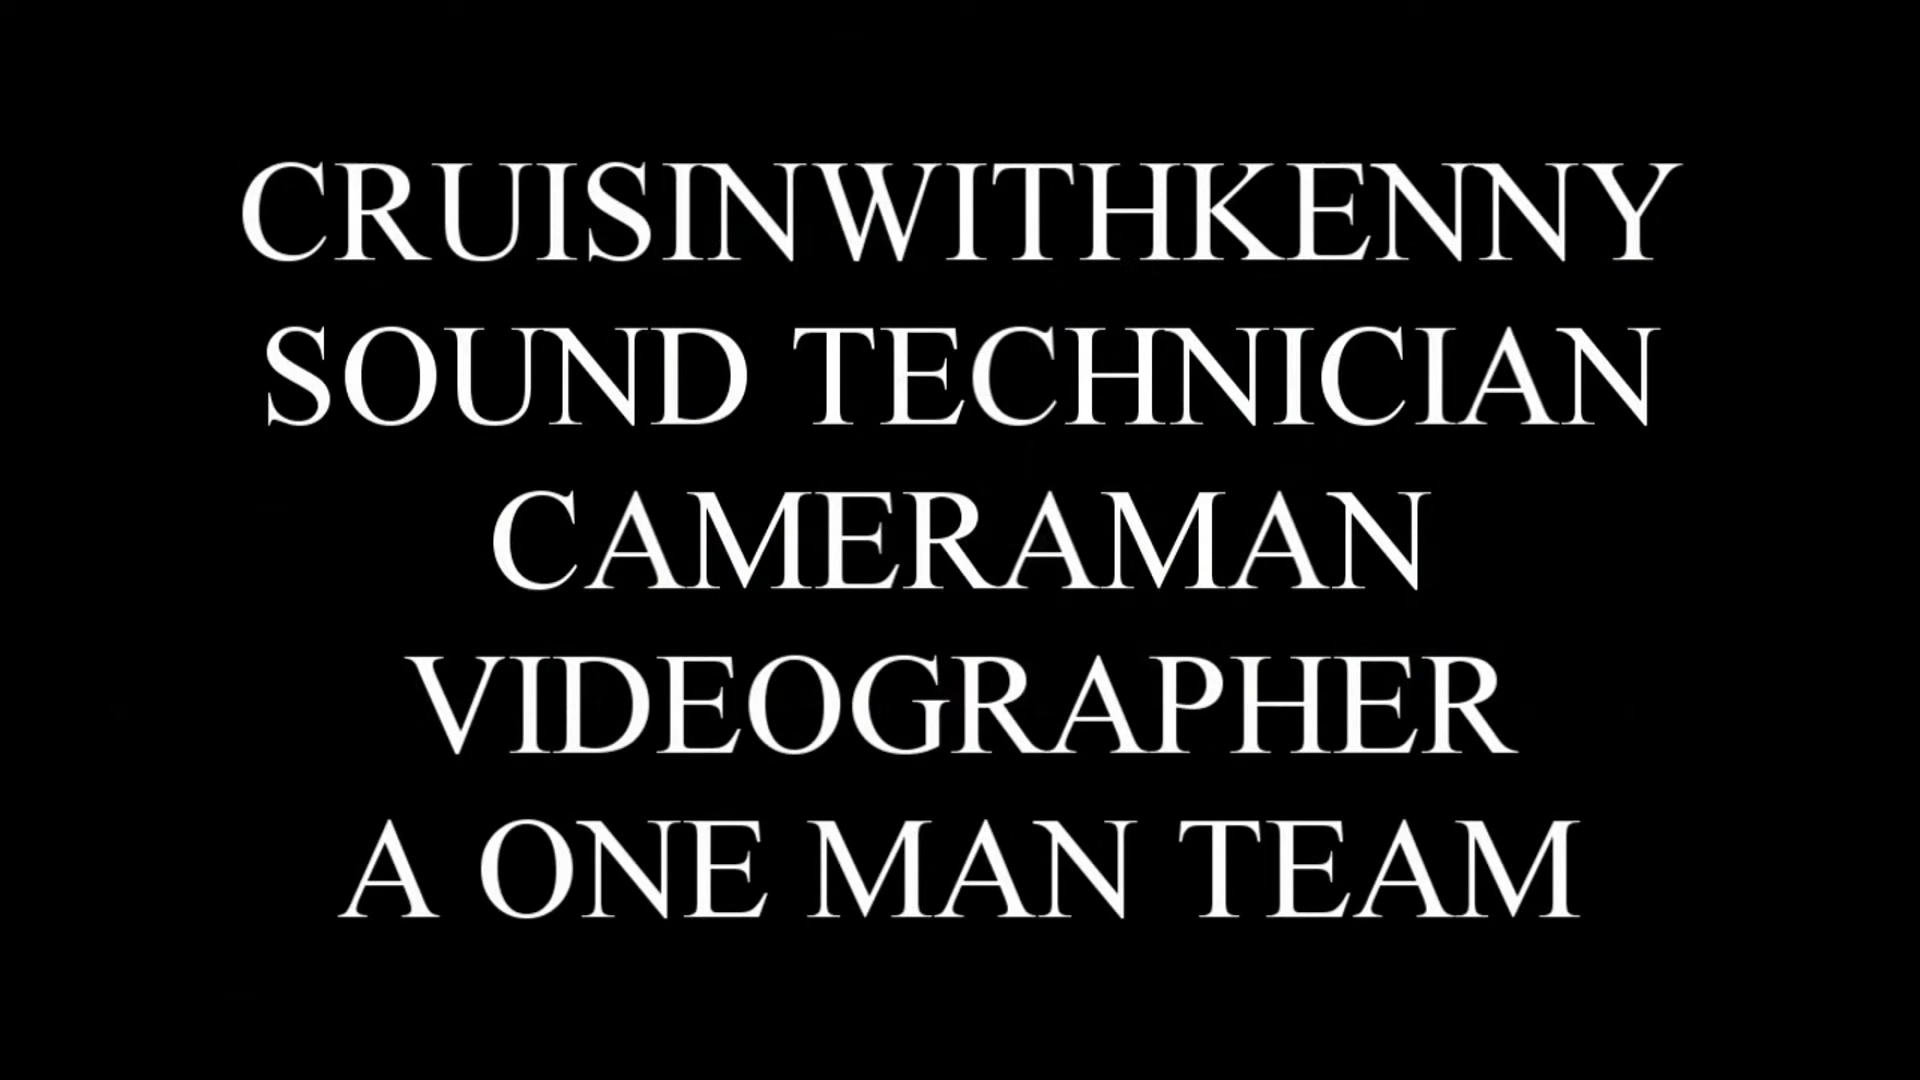 CRUISINWITHKENNY
SOUND TECHNICIAN
CAMERAMAN
VIDEOGRAPHER
A ONE MAN TEAM